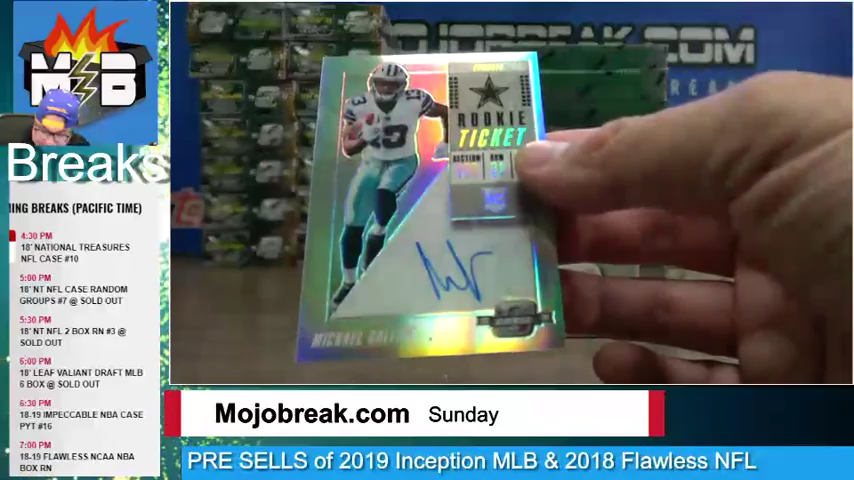 M B
Breaks
ING BREAKS (PACIFIC TIME)
4:30 PM
18' NATIONAL TREASURES
NFL CASE #10
5:00 PM
18' NT NFL CASE RANDOM
GROUPS #7 @ SOLD OUT
5:30 PM
18' NT NFL 2 BOX RN #3 @
SOLD OUT
6:00 PM
18' LEAF VALIANT DRAFT MLB
6 BOX @ SOLD OUT
6:30 PM
18-19 IMPECCABLE NBA CASE
PYT #16
7:00 PM
18-19 FLAWLESS NCAA NBA
BOX RN
MOJOBREAK.COM
13
ROOKIE
TICKET
SECTION
ROW
RC
MICHAEL
Mojobreak.com Sunday
PRE SELLS of 2019 Inception MLB & 2018 Flawless NFL